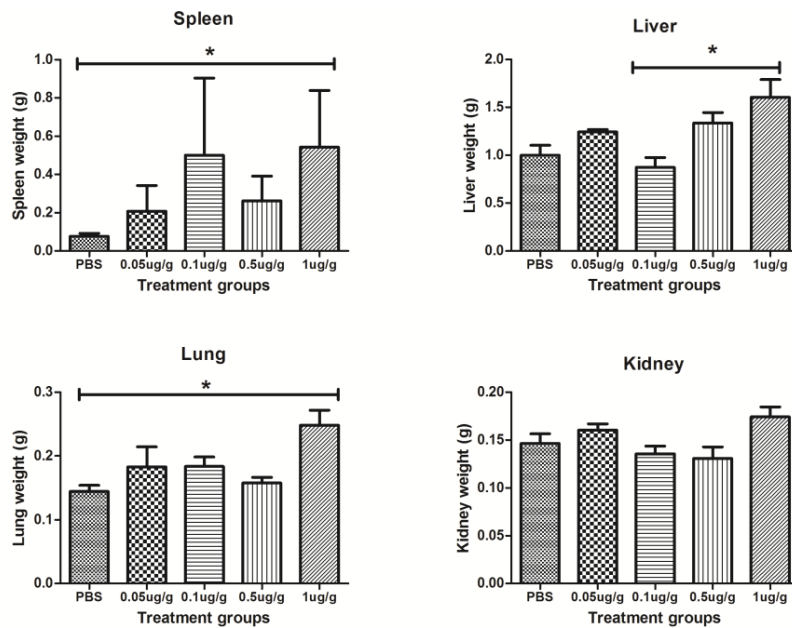 Spleen
*
Spleen weight (g)
1.0
0.8
0.6
0.4
0.2
0.0
PBS 0.05ug/g 0.1ug/g 0.5ug/g 1ug/g
Treatment groups
Liver
*
Liver weight (g)
2.0
1.5
1.0
0.5
0.0
PBS 0.05ug/g 0.1ug/g 0.5ug/g 1ug/g
Treatment groups
Lung
*
Lung weight (g)
0.3
0.2
0.1
0.0
PBS 0.05ug/g 0.1ug/g 0.5ug/g 1ug/g
Treatment groups
Kidney
Kidney weight (g)
0.20
0.15
0.10
0.05
0.00
PBS 0.05ug/g 0.1ug/g 0.5ug/g 1ug/g
Treatment groups